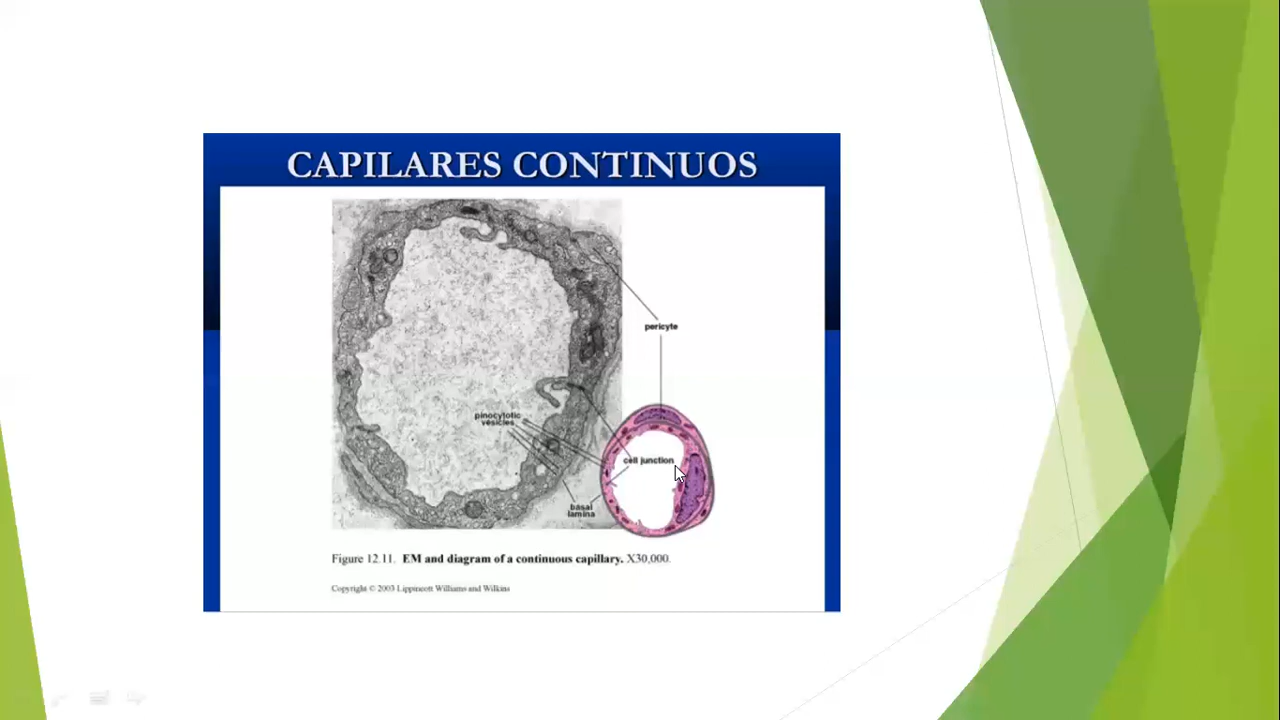 CAPILARES CONTINUOS
pericyte
pinocytotic
vesicles
cell junction
basal
lamina
Figure 12.11. EM and diagram of a continuous capillary. X30,000.
Copyright © 2003 Lippincott Williams and Wilkins